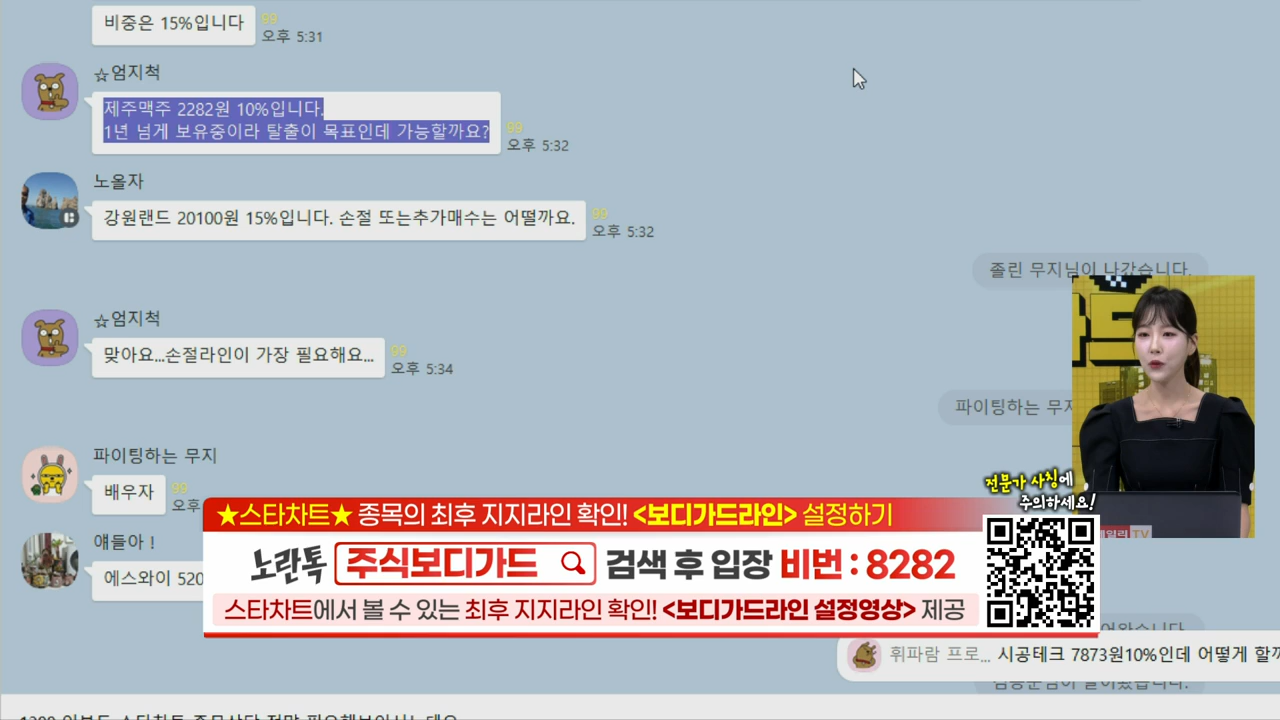 비중은 15%입니다
99
오후 5:31
☆엄지척
제주맥주 2282원 10%입니다.
1년 넘게 보유중이라 탈출이 목표인데 가능할까요?
99
오후 5:32
노올자
강원랜드 20100원 15%입니다. 손절 또는추가매수는 어떨까요.
99
오후 5:32
졸린 무지님이 나갔습니다.
☆엄지척
맞아요...손절라인이 가장 필요해요...
99
오후 5:34
파이팅하는 무지
파이팅하는 무지
배우자
99
오후
얘들아 !
에스와이 520
전문가 사칭에
주의하세요!
★스타차트★ 종목의 최후 지지라인 확인! <보디가드라인> 설정하기
노란톡 주식보디가드 검색 후 입장 비번 : 8282
스타차트에서 볼 수 있는 최후 지지라인 확인! <보디가드라인 설정영상> 제공
TV
휘파람 프로... 시공테크 7873원10%인데 어떻게 할까